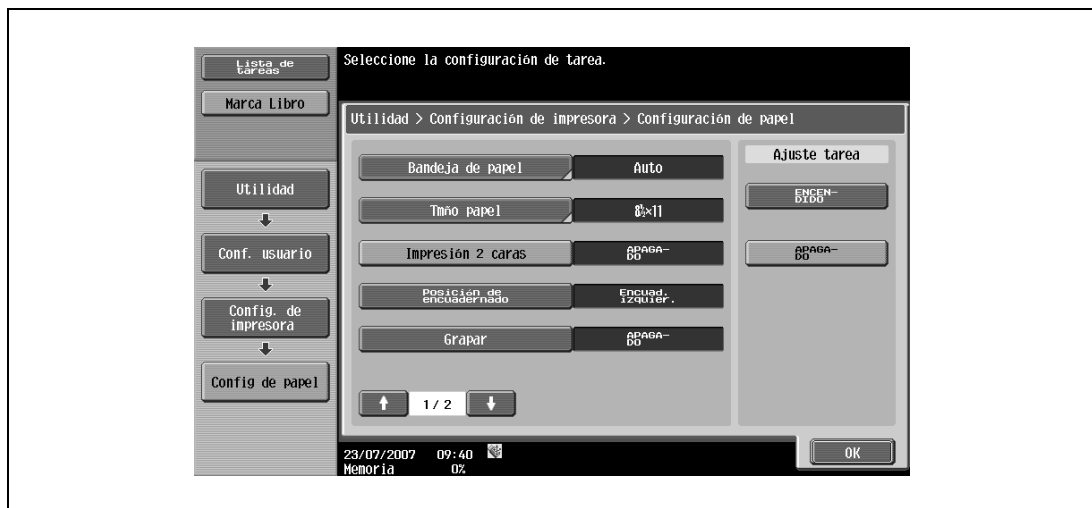 Lista de
tareas
Marca Libro
Utilidad
Conf. usuario
Config. de
impresora
Config de papel
Seleccione la configuración de tarea.
Utilidad > Configuración de impresora > Configuración de papel
Bandeja de papel
Auto
Tmño papel
8½×11
Impresión 2 caras
APAGA-
DO
Posición de
encuadernado
Encuad.
izquier.
Grapar
APAGA-
DO
1/ 2
Ajuste tarea
ENCEN-
DIDO
APAGA-
DO
23/07/2007 09:40
Memoria 0%
OK